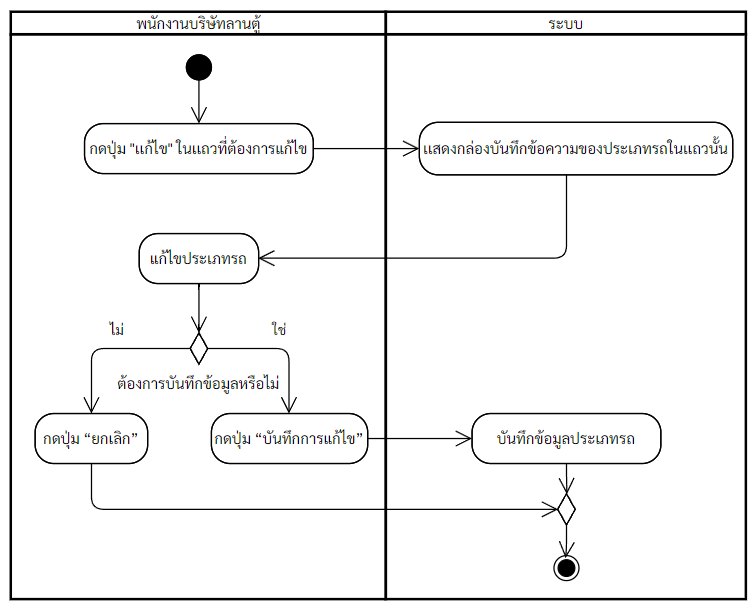 พนักงานบริษัทลานตู้
ระบบ
กดปุ่ม "แก้ไข" ในแถวที่ต้องการแก้ไข
แสดงกล่องบันทึกข้อความของประเภทรถในแถวนั้น
แก้ไขประเภทรถ
ไม่
ใช่
ต้องการบันทึกข้อมูลหรือไม่
กดปุ่ม “ยกเลิก”
กดปุ่ม “บันทึกการแก้ไข”
บันทึกข้อมูลประเภทรถ